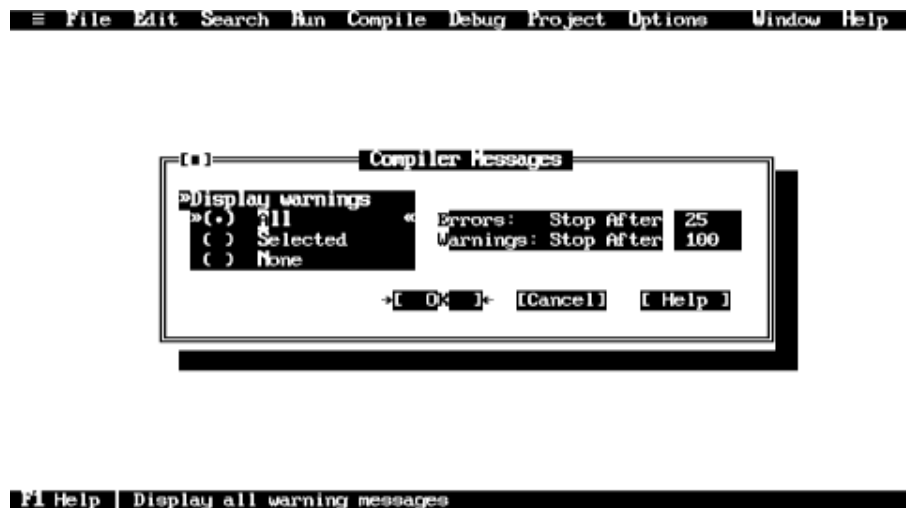 ≡ File Edit Search Run Compile Debug Project Options Window Help
[■] Compiler Messages
»Display warnings
»(•) All «
( ) Selected
( ) None
Errors: Stop After 25
Warnings: Stop After 100
→[ OK ]← [Cancel] [ Help ]
F1 Help | Display all warning messages